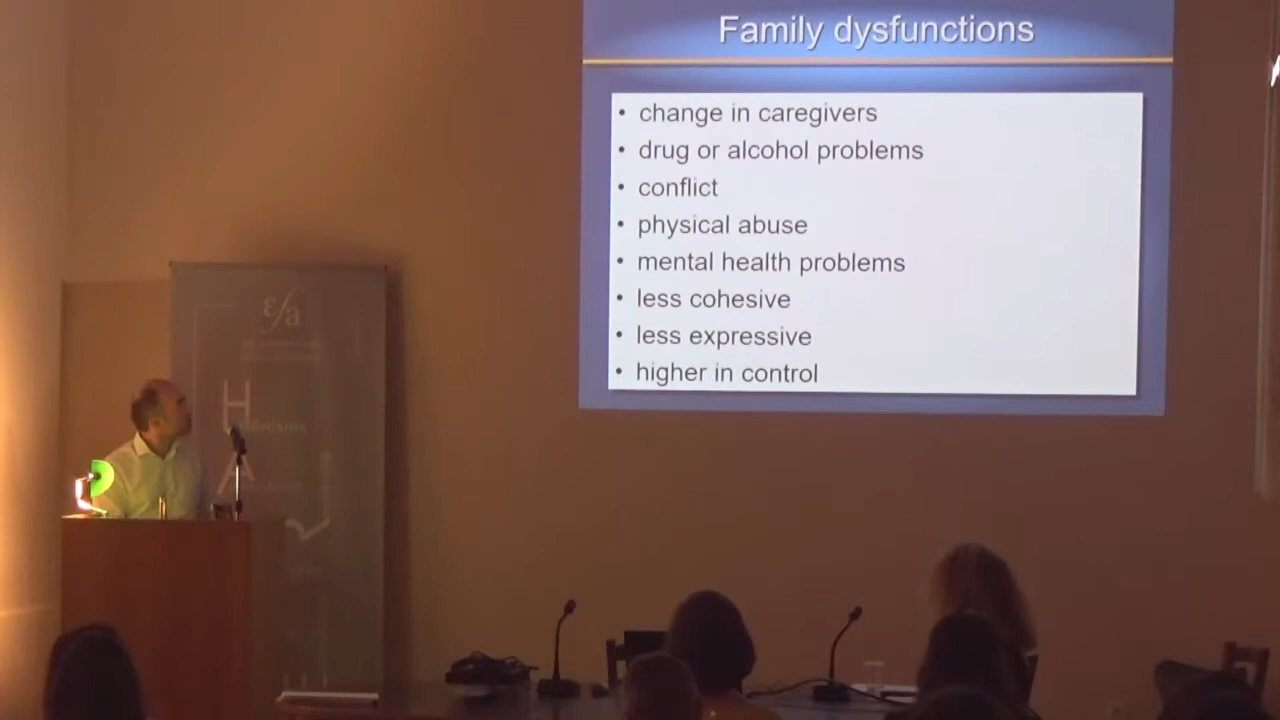 Family dysfunctions
• change in caregivers
• drug or alcohol problems
• conflict
• physical abuse
• mental health problems
• less cohesive
• less expressive
• higher in control
εfa
H
A